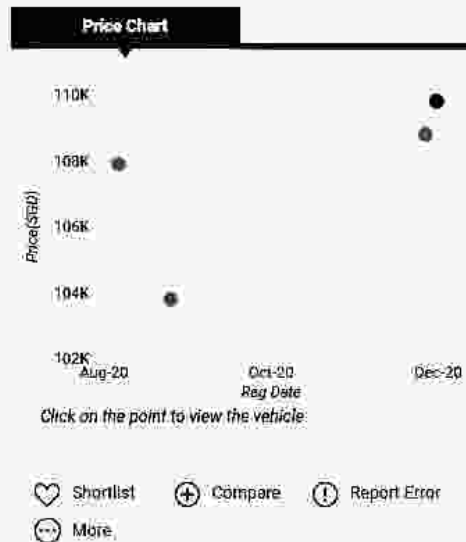 Price Chart
110K
108K
106K
104K
102K
Price(SGD)
Aug-20 Oct-20 Dec-20
Reg Date
Click on the point to view the vehicle
Shortlist Compare Report Error
More